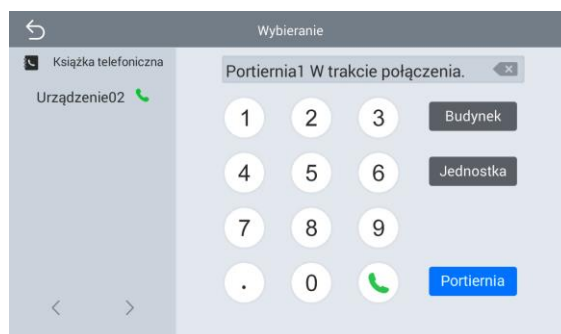 Wybieranie
Książka telefoniczna
Urządzenie02
Portiernia1 W trakcie połączenia.
1 2 3 Budynek
4 5 6 Jednostka
7 8 9
. 0 Portiernia